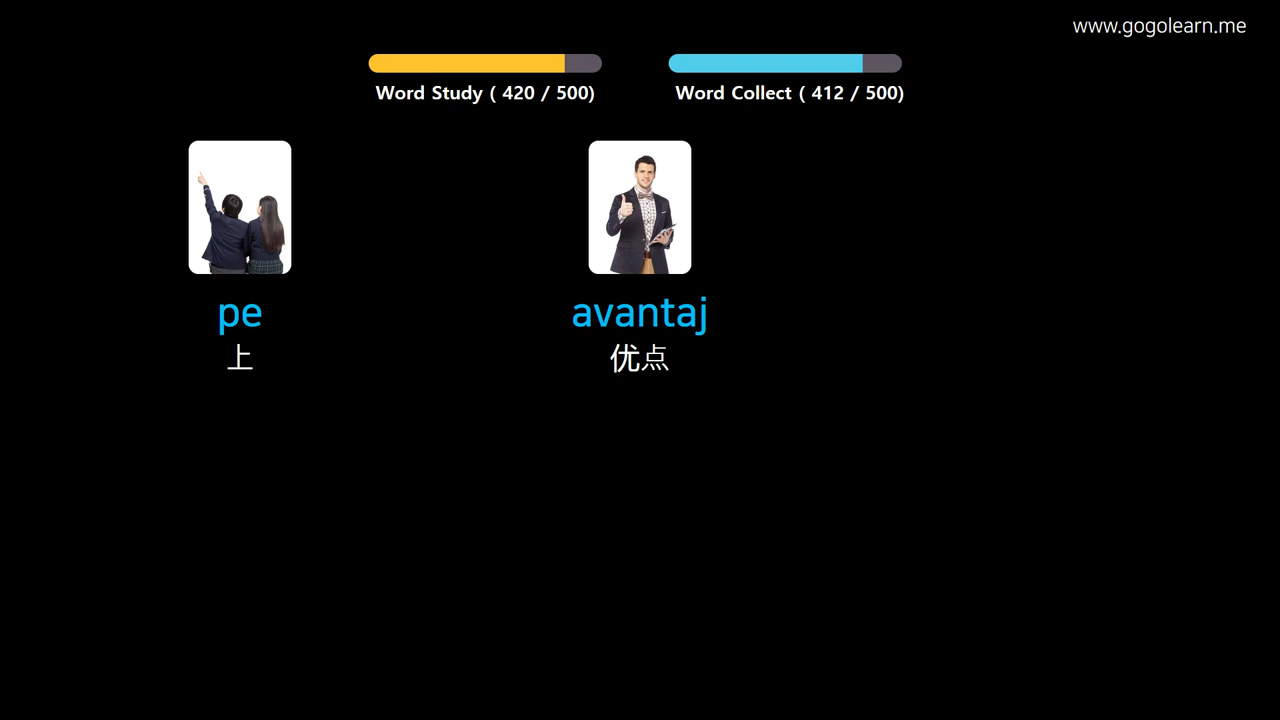 www.gogolearn.me
Word Study ( 420 / 500)
Word Collect ( 412 / 500)
pe
avantaj
上
优点